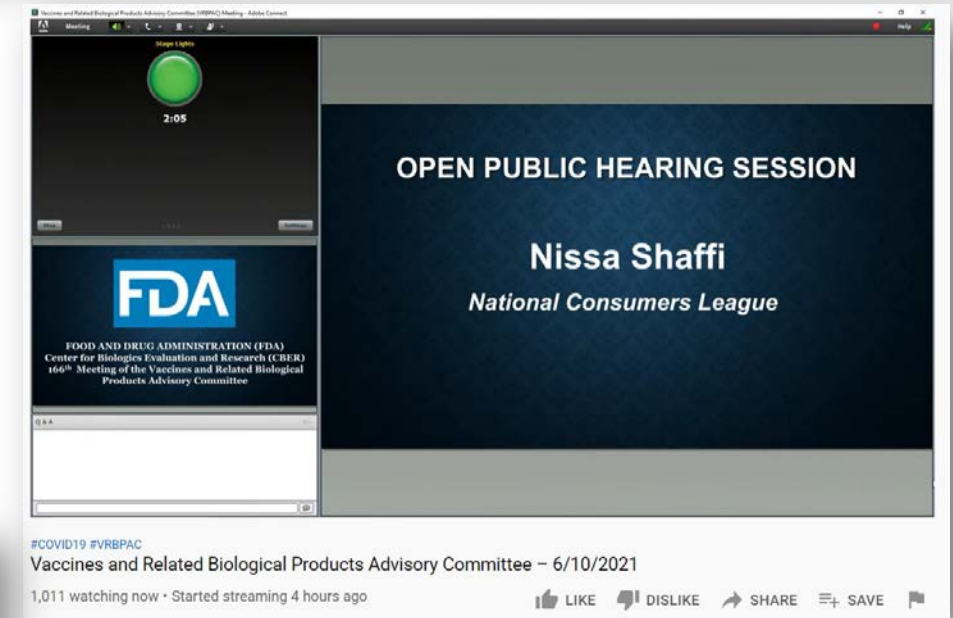 Vaccines and Related Biological Products Advisory Committee (VRBPAC) Meeting - Adobe Connect
Meeting
Help
Stage Lights
2:05
Stop
OPEN PUBLIC HEARING SESSION
Nissa Shaffi
National Consumers League
FDA
FOOD AND DRUG ADMINISTRATION (FDA)
Center for Biologics Evaluation and Research (CBER)
166th Meeting of the Vaccines and Related Biological
Products Advisory Committee
Q & A
#COVID19 #VRBPAC
Vaccines and Related Biological Products Advisory Committee – 6/10/2021
1,011 watching now • Started streaming 4 hours ago
LIKE DISLIKE SHARE SAVE